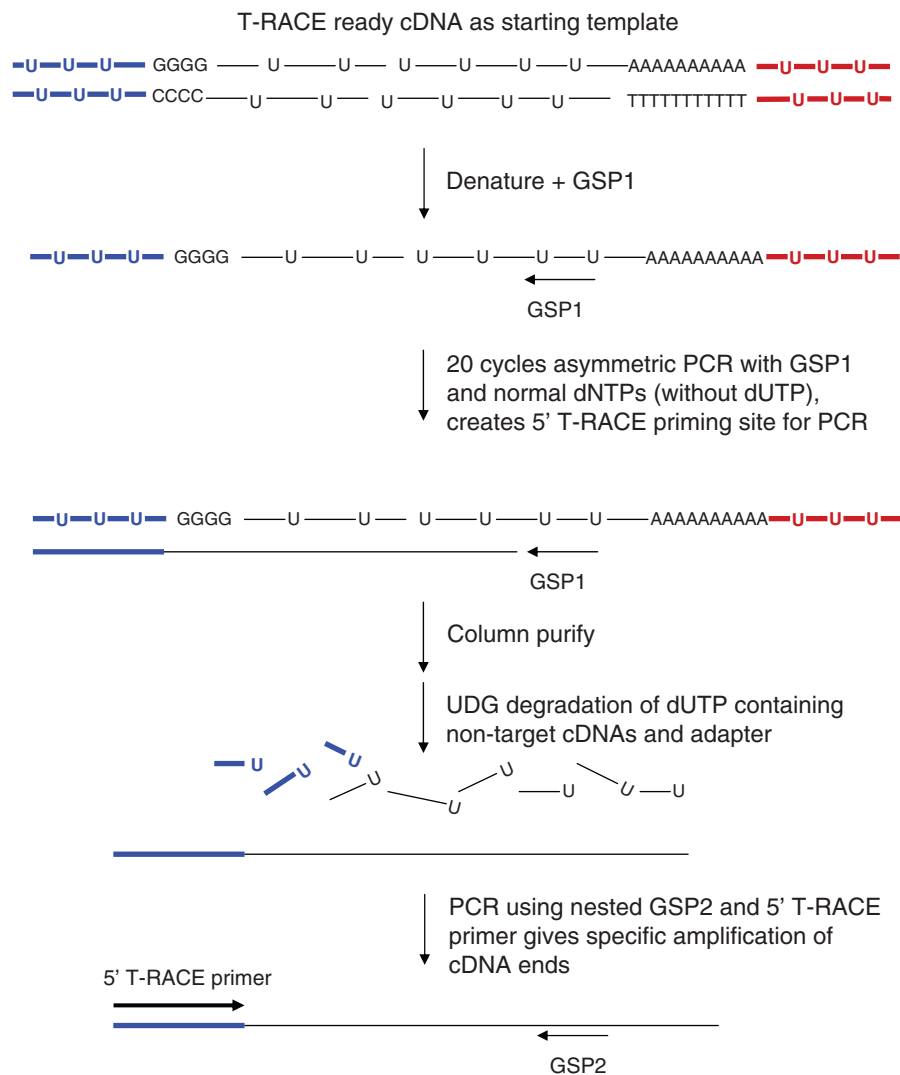 T-RACE ready cDNA as starting template
U U U GGGG U U U U U U AAAAAAAAAA U U U
U U U CCCC U U U U U U TTTTTTTTTTT U U U
Denature + GSP1
U U U GGGG U U U U U U AAAAAAAAAA U U U
GSP1
20 cycles asymmetric PCR with GSP1
and normal dNTPs (without dUTP),
creates 5' T-RACE priming site for PCR
U U U GGGG U U U U U U AAAAAAAAAA U U U
GSP1
Column purify
UDG degradation of dUTP containing
non-target cDNAs and adapter
U U U U U U U U U
PCR using nested GSP2 and 5' T-RACE
primer gives specific amplification of
cDNA ends
5' T-RACE primer
GSP2